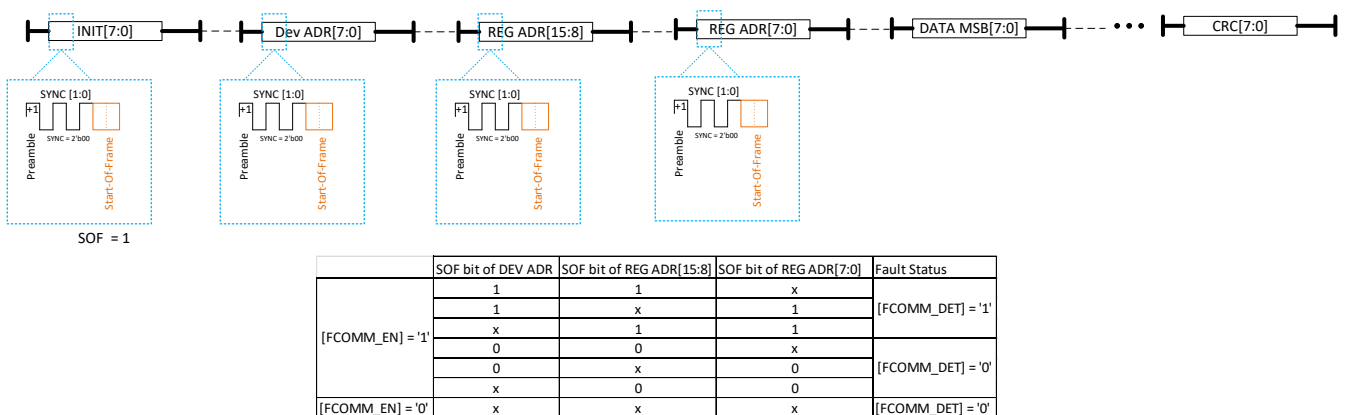 INIT[7:0] Dev ADR[7:0] REG ADR[15:8] REG ADR[7:0] DATA MSB[7:0] ••• CRC[7:0]
SYNC [1:0] SYNC [1:0] SYNC [1:0] SYNC [1:0]
+1 +1 +1 +1
SYNC = 2'b00 SYNC = 2'b00 SYNC = 2'b00 SYNC = 2'b00
Preamble Start-Of-Frame Preamble Start-Of-Frame Preamble Start-Of-Frame Preamble Start-Of-Frame
SOF = 1
SOF bit of DEV ADR SOF bit of REG ADR[15:8] SOF bit of REG ADR[7:0] Fault Status
[FCOMM_EN] = '1' 1 1 x [FCOMM_DET] = '1'
1 x 1
x 1 1
0 0 x [FCOMM_DET] = '0'
0 x 0
x 0 0
[FCOMM_EN] = '0' x x x [FCOMM_DET] = '0'